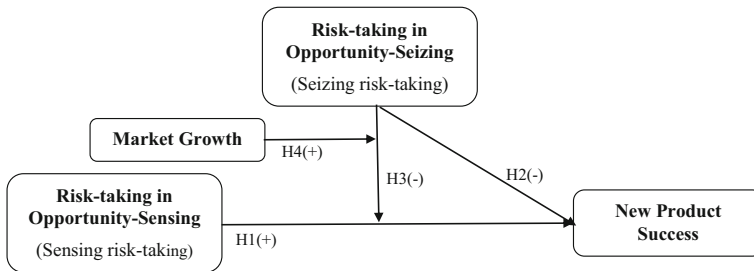 Risk-taking in
Opportunity-Seizing
(Seizing risk-taking)
Market Growth
H4(+)
H3(-)
H2(-)
Risk-taking in
Opportunity-Sensing
(Sensing risk-taking)
H1(+)
New Product
Success